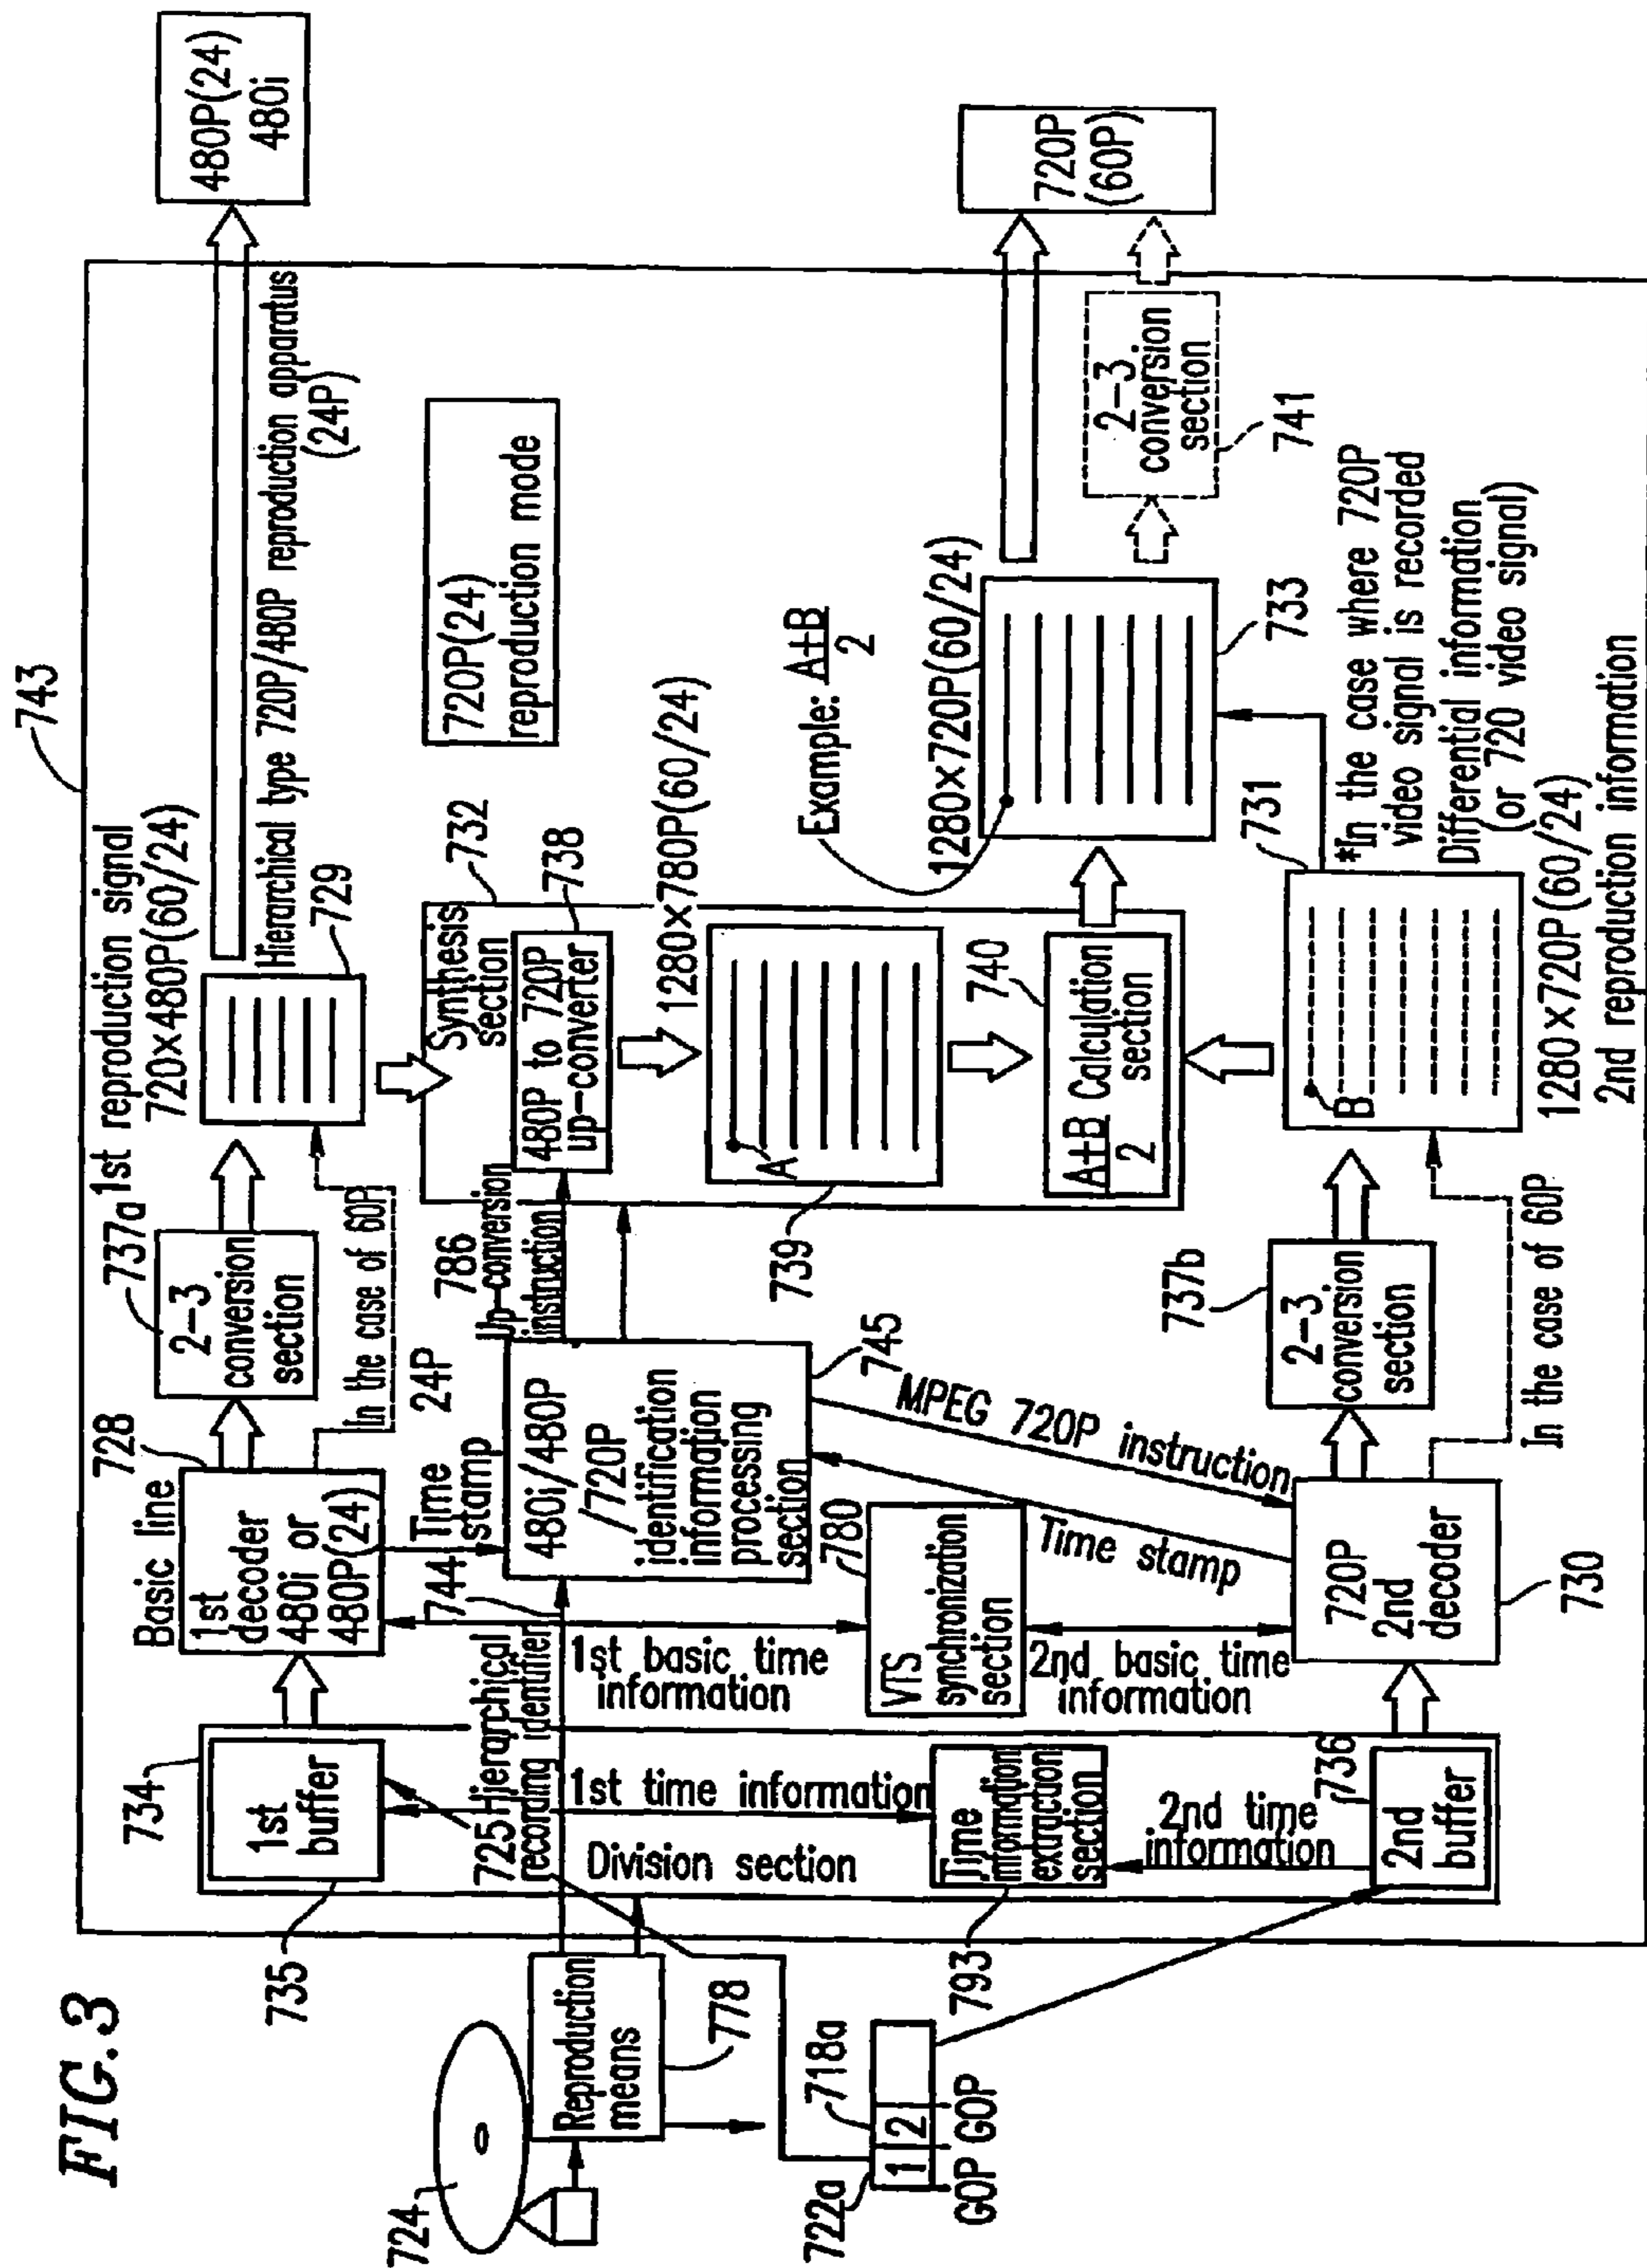 FIG.3
743
724
Reproduction
means
778
722a
718a
1
2
GOP GOP
734
735
1st
buffer
725
Hierarchical
recording identifier
Division section
1st time information
Time
information
extraction
section
793
2nd time
information
736
2nd
buffer
Basic line
728
1st
decoder
480i or
480P(24)
Time
stamp
744
1st basic time
information
780
VTS
synchronization
section
2nd basic time
information
720P
2nd
decoder
730
480i/480P
/720P
identification
information
processing
section
745
MPEG 720P instruction
Time stamp
737a
2-3
conversion
section
In the case of 60P
24P
786
Up-conversion
instruction
737b
2-3
conversion
section
In the case of 60P
1st reproduction signal
720×480P(60/24)
729
Hierarchical type 720P/480P reproduction apparatus
(24P)
480P(24)
480i
732
Synthesis
section
738
480P to 720P
up-converter
1280×780P(60/24)
A
739
740
A+B
2
Calculation
section
720P(24)
reproduction mode
Example: A+B
2
1280×720P(60/24)
733
B
731
1280×720P(60/24)
2nd reproduction information
*In the case where 720P
video signal is recorded
Differential information
(or 720 video signal)
2-3
conversion
section
741
720P
(60P)